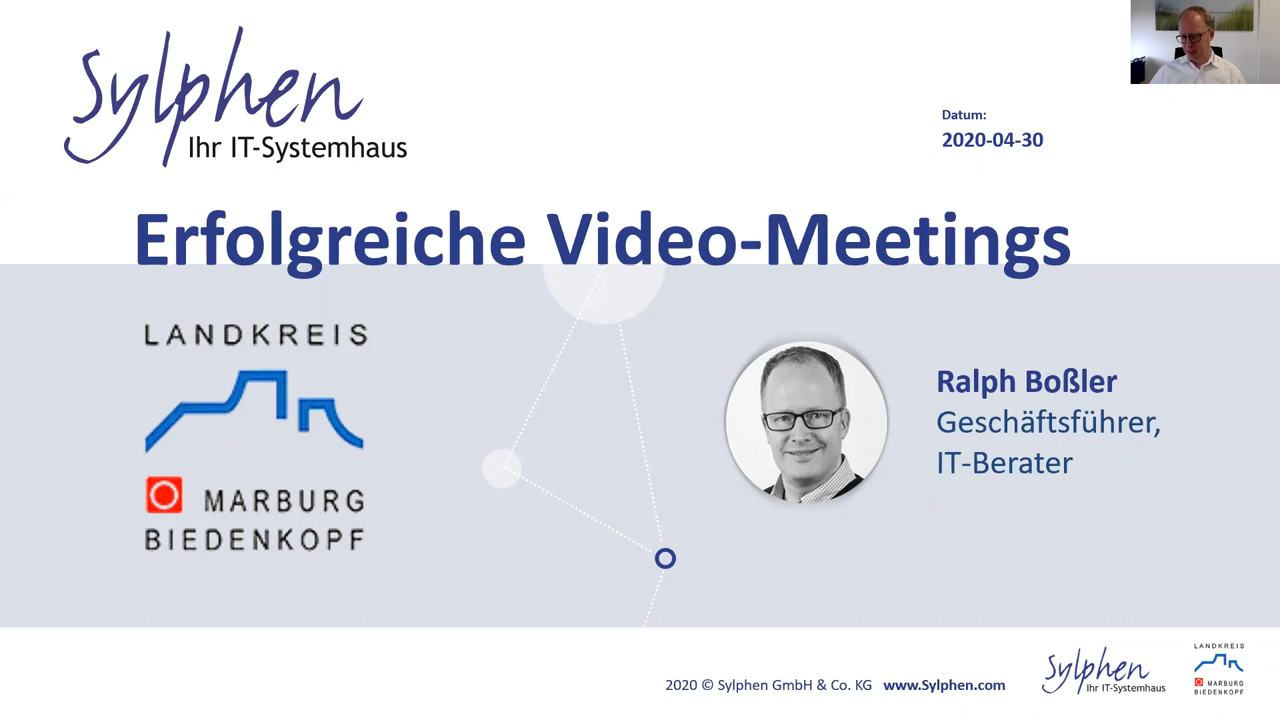 Sylphen
Ihr IT-Systemhaus
Datum:
2020-04-30
Erfolgreiche Video-Meetings
LANDKREIS
MARBURG
BIEDENKOPF
Ralph Boßler
Geschäftsführer,
IT-Berater
2020 © Sylphen GmbH & Co. KG www.Sylphen.com
Sylphen
Ihr IT-Systemhaus
LANDKREIS
MARBURG
BIEDENKOPF